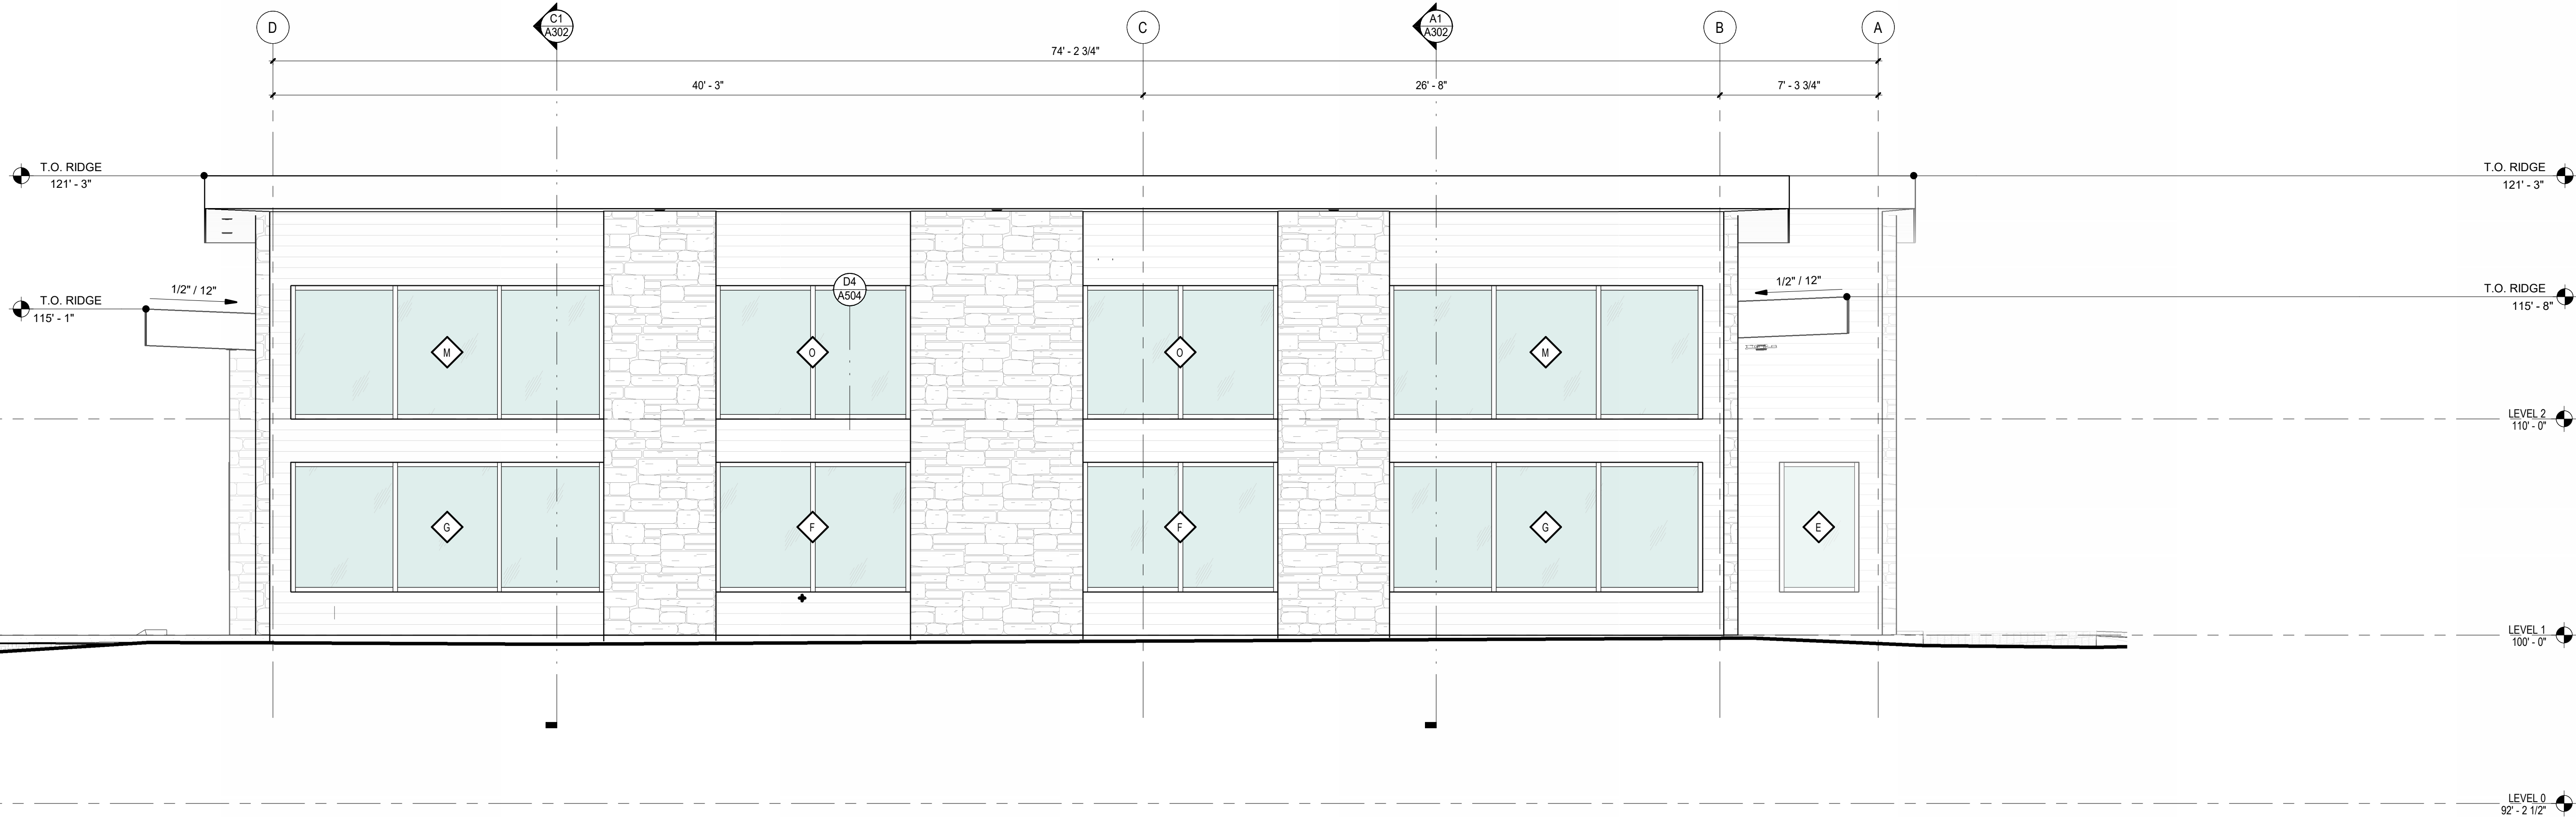 D
C1
A302
C
A1
A302
B
A
74' - 2 3/4"
40' - 3"
26' - 8"
7' - 3 3/4"
T.O. RIDGE
121' - 3"
T.O. RIDGE
121' - 3"
1/2" / 12"
T.O. RIDGE
115' - 1"
D4
A504
1/2" / 12"
T.O. RIDGE
115' - 8"
M
O
O
M
LEVEL 2
110' - 0"
G
F
F
G
E
LEVEL 1
100' - 0"
LEVEL 0
92' - 2 1/2"